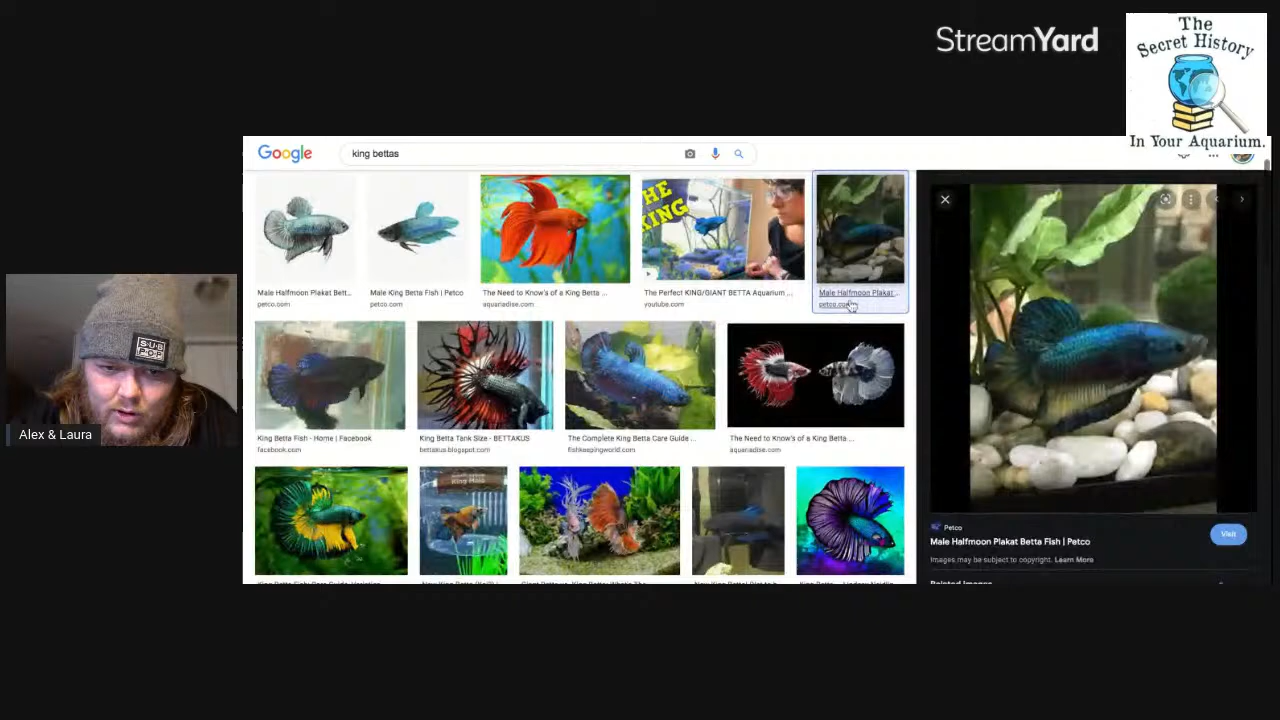 StreamYard
The
Secret History
In Your Aquarium.
Google
king bettas
THE
KING
Male Halfmoon Plakat Bett...
petco.com
Male King Betta Fish | Petco
petco.com
The Need to Know's of a King Betta ...
aquariadise.com
The Perfect KING/GIANT BETTA Aquarium ...
youtube.com
Male Halfmoon Plakat ...
petco.com
SUB
POP
Alex & Laura
King Betta Fish - Home | Facebook
facebook.com
King Betta Tank Size - BETTAKUS
bettakus.blogspot.com
The Complete King Betta Care Guide ...
fishkeepingworld.com
The Need to Know's of a King Betta ...
aquariadise.com
Petco
Male Halfmoon Plakat Betta Fish | Petco
Visit
Images may be subject to copyright. Learn More
Related Images